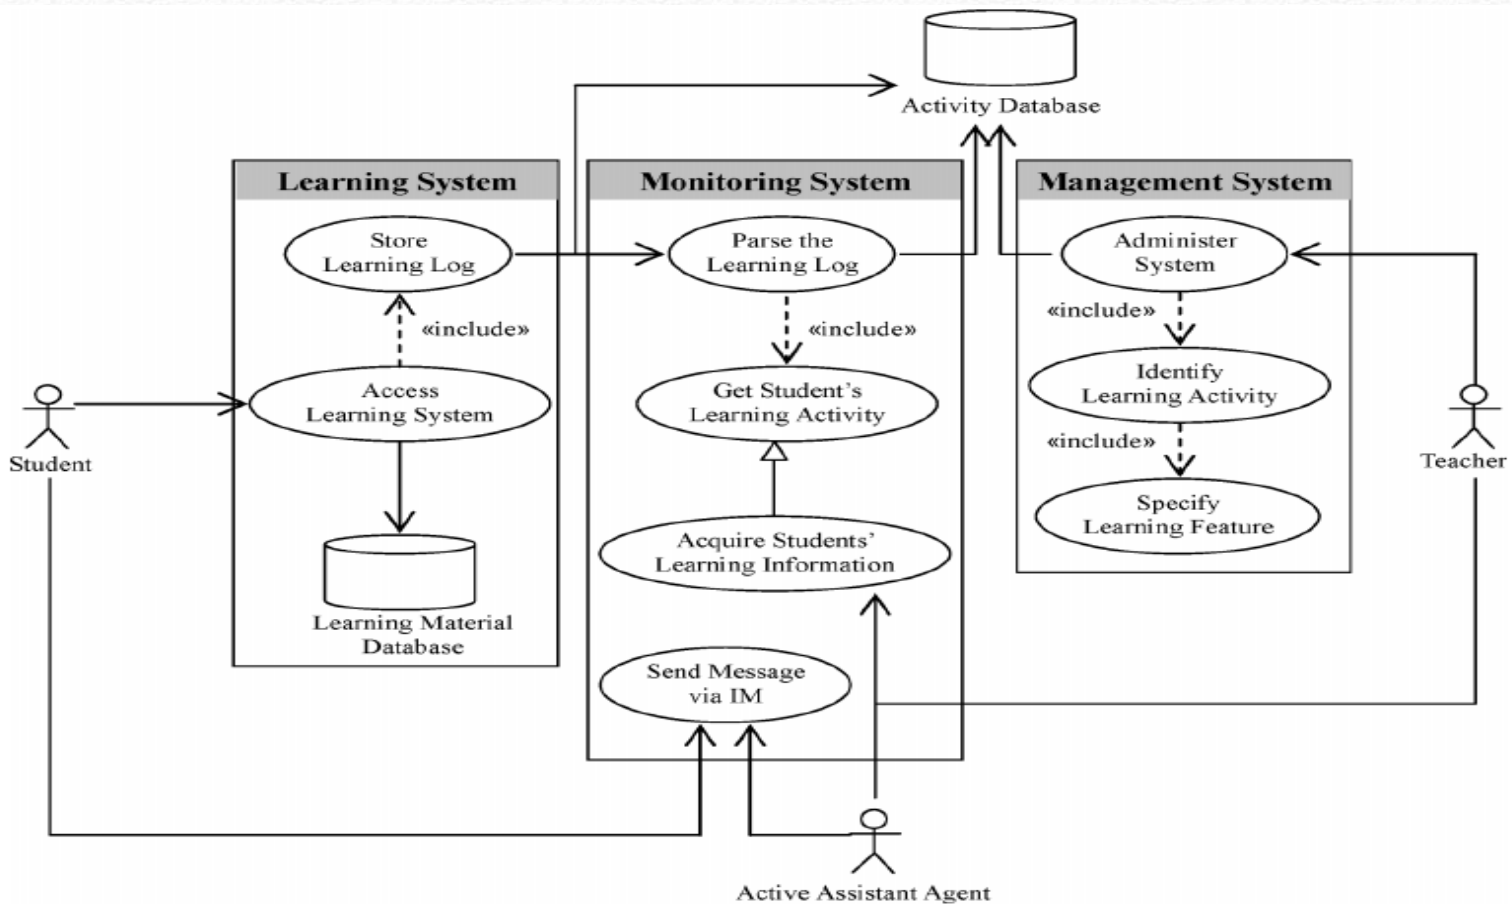 Activity Database
Learning System
Monitoring System
Management System
Store
Learning Log
Parse the
Learning Log
Administer
System
«include»
«include»
«include»
Access
Learning System
Get Student's
Learning Activity
Identify
Learning Activity
«include»
Student
Teacher
Specify
Learning Feature
Acquire Students'
Learning Information
Learning Material
Database
Send Message
via IM
Active Assistant Agent